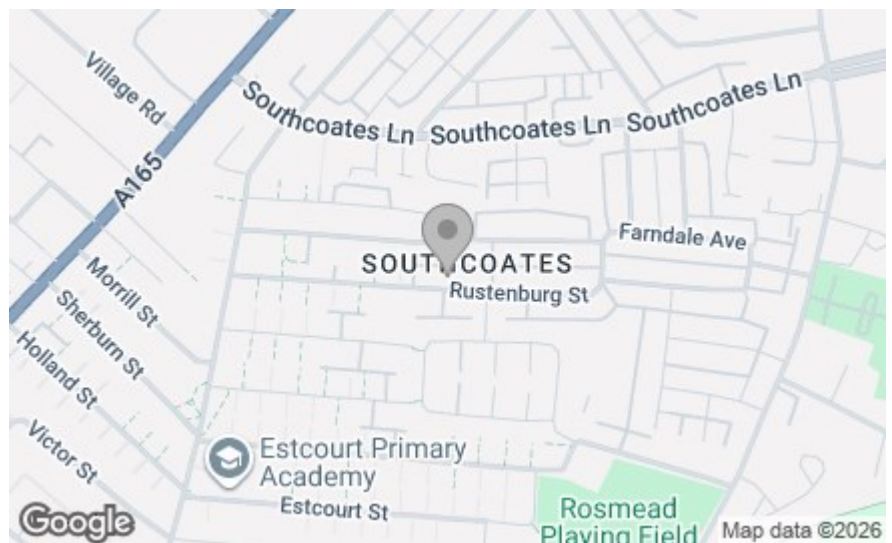 Village Rd
A165
Southcoates Ln
Southcoates Ln
Southcoates Ln
Farndale Ave
SOUTHCOATES
Rustenburg St
Morrill St
Sherburn St
Holland St
Victor St
Estcourt Primary
Academy
Estcourt St
Rosmead
Playing Field
Google
Map data ©2026